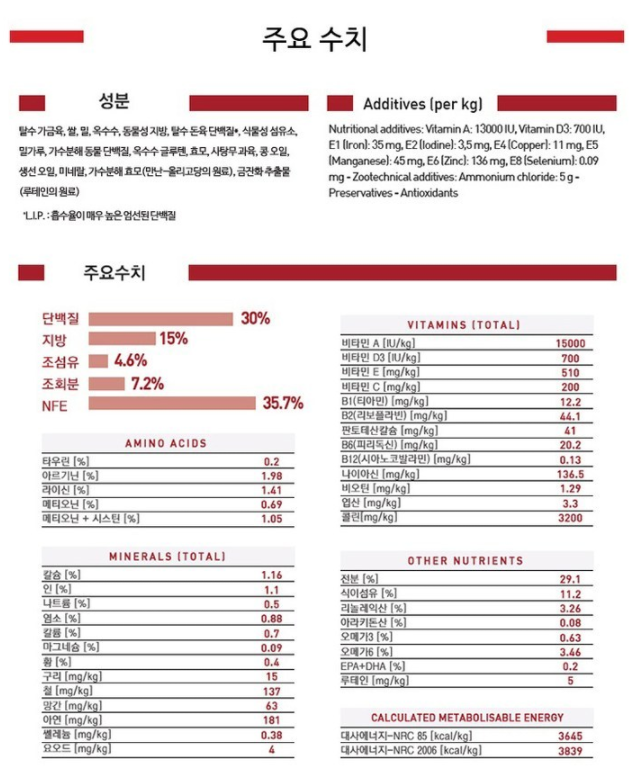 주요 수치
성분
탈수 가금육, 쌀, 밀, 옥수수, 동물성 지방, 탈수 돈육 단백질*, 식물성 섬유소,
밀가루, 가수분해 동물 단백질, 옥수수 글루텐, 효모, 사탕무 과육, 콩 오일,
생선 오일, 미네랄, 가수분해 효모(만난-올리고당의 원료), 금잔화 추출물
(루테인의 원료)
*L.I.P. : 흡수율이 매우 높은 엄선된 단백질
Additives (per kg)
Nutritional additives: Vitamin A: 13000 IU, Vitamin D3: 700 IU,
E1 (Iron): 35 mg, E2 (Iodine): 3,5 mg, E4 (Copper): 11 mg, E5
(Manganese): 45 mg, E6 (Zinc): 136 mg, E8 (Selenium): 0.09
mg - Zootechnical additives: Ammonium chloride: 5 g -
Preservatives - Antioxidants
주요수치
단백질 30%
지방 15%
조섬유 4.6%
조회분 7.2%
NFE 35.7%
AMINO ACIDS
타우린 [%] 0.2
아르기닌 [%] 1.98
라이신 [%] 1.41
메티오닌 [%] 0.69
메티오닌 + 시스틴 [%] 1.05
MINERALS (TOTAL)
칼슘 [%] 1.16
인 [%] 1.1
나트륨 [%] 0.5
염소 [%] 0.88
칼륨 [%] 0.7
마그네슘 [%] 0.09
황 [%] 0.4
구리 [mg/kg] 15
철 [mg/kg] 137
망간 [mg/kg] 63
아연 [mg/kg] 181
쎌레늄 [mg/kg] 0.38
요오드 [mg/kg] 4
VITAMINS (TOTAL)
비타민 A [IU/kg] 15000
비타민 D3 [IU/kg] 700
비타민 E [mg/kg] 510
비타민 C [mg/kg] 200
B1(티아민) [mg/kg] 12.2
B2(리보플라빈) [mg/kg] 44.1
판토테산칼슘 [mg/kg] 41
B6(피리독신) [mg/kg] 20.2
B12(시아노코발라민) [mg/kg] 0.13
나이아신 [mg/kg] 136.5
비오틴 [mg/kg] 1.29
엽산 [mg/kg] 3.3
콜린[mg/kg] 3200
OTHER NUTRIENTS
전분 [%] 29.1
식이섬유 [%] 11.2
리놀레익산 [%] 3.26
아라키돈산 [%] 0.08
오메가3 [%] 0.63
오메가6 [%] 3.46
EPA+DHA [%] 0.2
루테인 [mg/kg] 5
CALCULATED METABOLISABLE ENERGY
대사에너지-NRC 85 [kcal/kg] 3645
대사에너지-NRC 2006 [kcal/kg] 3839